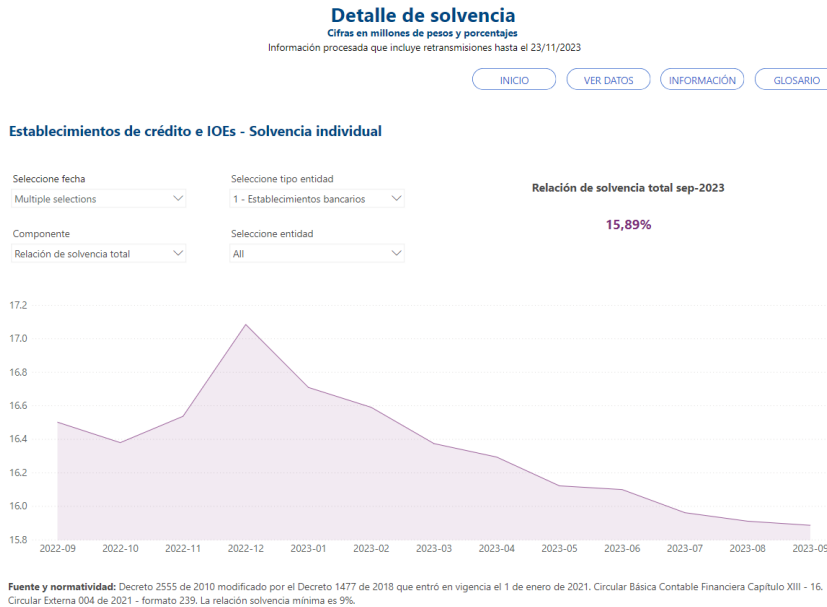 Detalle de solvencia
Cifras en millones de pesos y porcentajes
Información procesada que incluye retransmisiones hasta el 23/11/2023
INICIO VER DATOS INFORMACIÓN GLOSARIO
Establecimientos de crédito e IOEs - Solvencia individual
Seleccione fecha Seleccione tipo entidad
Multiple selections 1 - Establecimientos bancarios
Relación de solvencia total sep-2023
15,89%
Componente Seleccione entidad
Relación de solvencia total All
17.2
17.0
16.8
16.6
16.4
16.2
16.0
15.8
2022-09 2022-10 2022-11 2022-12 2023-01 2023-02 2023-03 2023-04 2023-05 2023-06 2023-07 2023-08 2023-09
Fuente y normatividad: Decreto 2555 de 2010 modificado por el Decreto 1477 de 2018 que entró en vigencia el 1 de enero de 2021. Circular Básica Contable Financiera Capítulo XIII - 16.
Circular Externa 004 de 2021 - formato 239. La relación solvencia mínima es 9%.